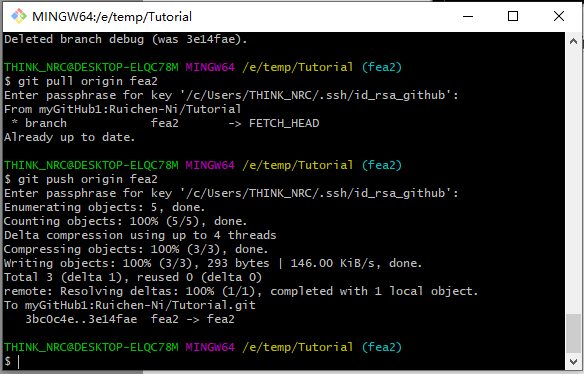 MINGW64:/e/temp/Tutorial
Deleted branch debug (was 3e14fae).
THINK_NRC@DESKTOP-ELQC78M MINGW64 /e/temp/Tutorial (fea2)
$ git pull origin fea2
Enter passphrase for key '/c/Users/THINK_NRC/.ssh/id_rsa_github':
From myGitHub1:Ruichen-Ni/Tutorial
 * branch            fea2       -> FETCH_HEAD
Already up to date.
THINK_NRC@DESKTOP-ELQC78M MINGW64 /e/temp/Tutorial (fea2)
$ git push origin fea2
Enter passphrase for key '/c/Users/THINK_NRC/.ssh/id_rsa_github':
Enumerating objects: 5, done.
Counting objects: 100% (5/5), done.
Delta compression using up to 4 threads
Compressing objects: 100% (3/3), done.
Writing objects: 100% (3/3), 293 bytes | 146.00 KiB/s, done.
Total 3 (delta 1), reused 0 (delta 0)
remote: Resolving deltas: 100% (1/1), completed with 1 local object.
To myGitHub1:Ruichen-Ni/Tutorial.git
   3bc0c4e..3e14fae  fea2 -> fea2
THINK_NRC@DESKTOP-ELQC78M MINGW64 /e/temp/Tutorial (fea2)
$